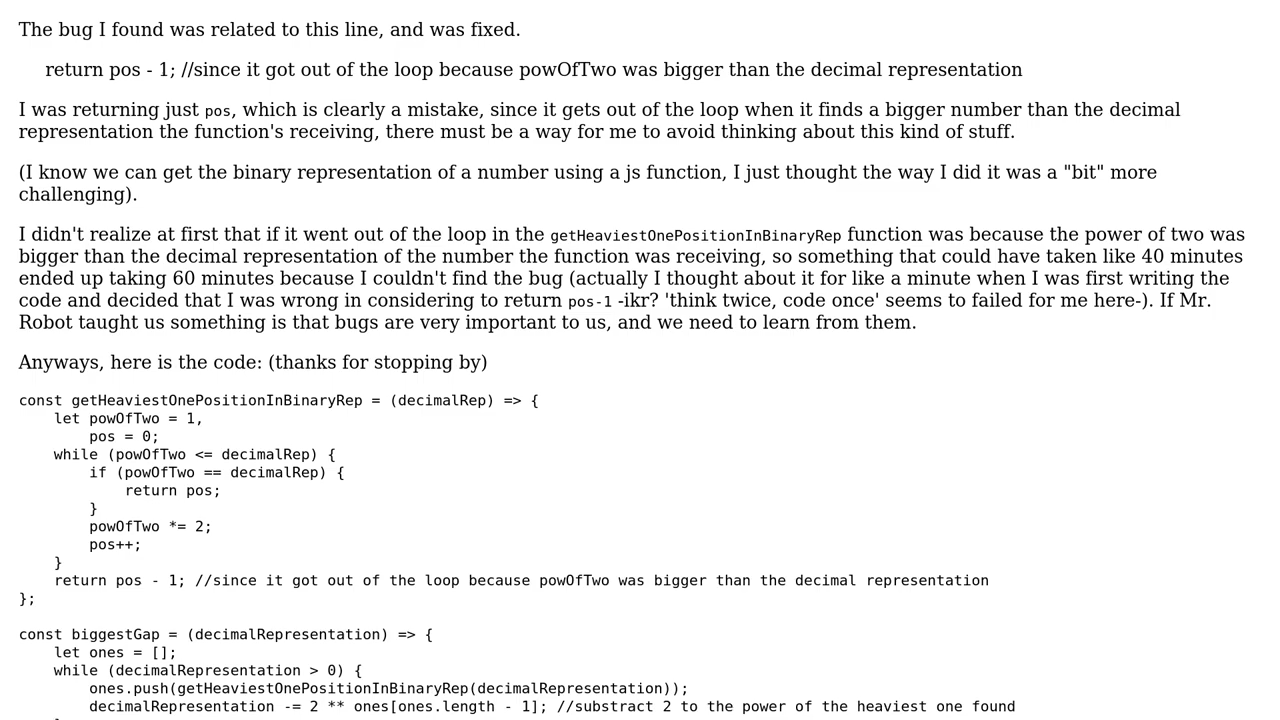 The bug I found was related to this line, and was fixed.
return pos - 1; //since it got out of the loop because powOfTwo was bigger than the decimal representation
I was returning just pos, which is clearly a mistake, since it gets out of the loop when it finds a bigger number than the decimal
representation the function's receiving, there must be a way for me to avoid thinking about this kind of stuff.
(I know we can get the binary representation of a number using a js function, I just thought the way I did it was a "bit" more
challenging).
I didn't realize at first that if it went out of the loop in the getHeaviestOnePositionInBinaryRep function was because the power of two was
bigger than the decimal representation of the number the function was receiving, so something that could have taken like 40 minutes
ended up taking 60 minutes because I couldn't find the bug (actually I thought about it for like a minute when I was first writing the
code and decided that I was wrong in considering to return pos-1 -ikr? 'think twice, code once' seems to failed for me here-). If Mr.
Robot taught us something is that bugs are very important to us, and we need to learn from them.
Anyways, here is the code: (thanks for stopping by)
const getHeaviestOnePositionInBinaryRep = (decimalRep) => {
    let powOfTwo = 1,
        pos = 0;
    while (powOfTwo <= decimalRep) {
        if (powOfTwo == decimalRep) {
            return pos;
        }
        powOfTwo *= 2;
        pos++;
    }
    return pos - 1; //since it got out of the loop because powOfTwo was bigger than the decimal representation
};
const biggestGap = (decimalRepresentation) => {
    let ones = [];
    while (decimalRepresentation > 0) {
        ones.push(getHeaviestOnePositionInBinaryRep(decimalRepresentation));
        decimalRepresentation -= 2 ** ones[ones.length - 1]; //substract 2 to the power of the heaviest one found